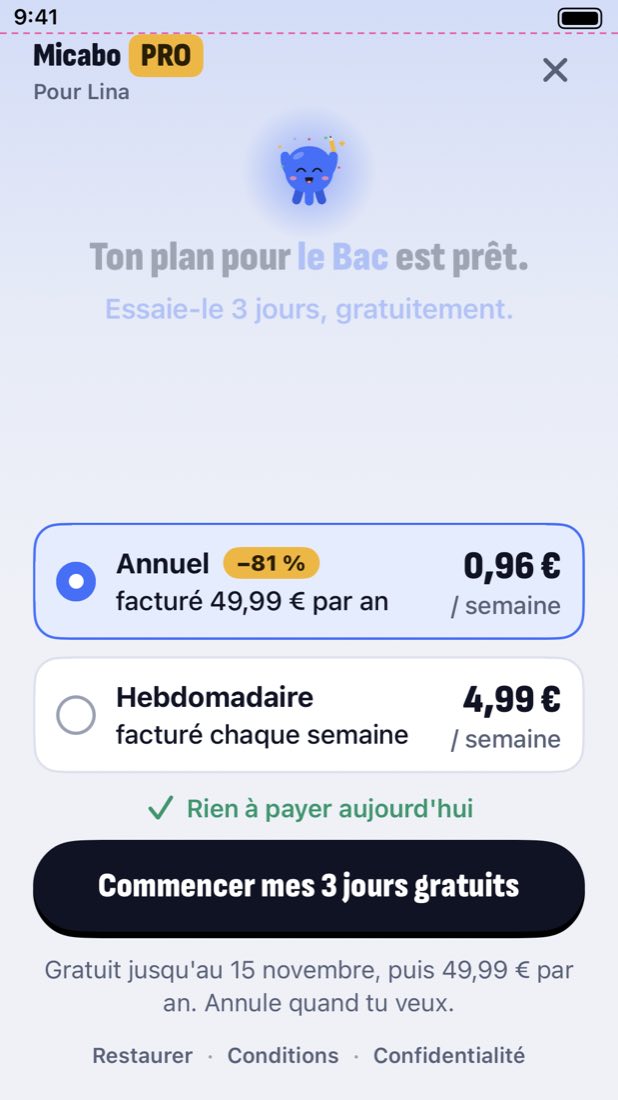 9:41
Micabo PRO
Pour Lina
Ton plan pour le Bac est prêt.
Essaie-le 3 jours, gratuitement.
Annuel −81 %
facturé 49,99 € par an
0,96 €
/ semaine
Hebdomadaire
facturé chaque semaine
4,99 €
/ semaine
Rien à payer aujourd'hui
Commencer mes 3 jours gratuits
Gratuit jusqu'au 15 novembre, puis 49,99 € par
an. Annule quand tu veux.
Restaurer · Conditions · Confidentialité